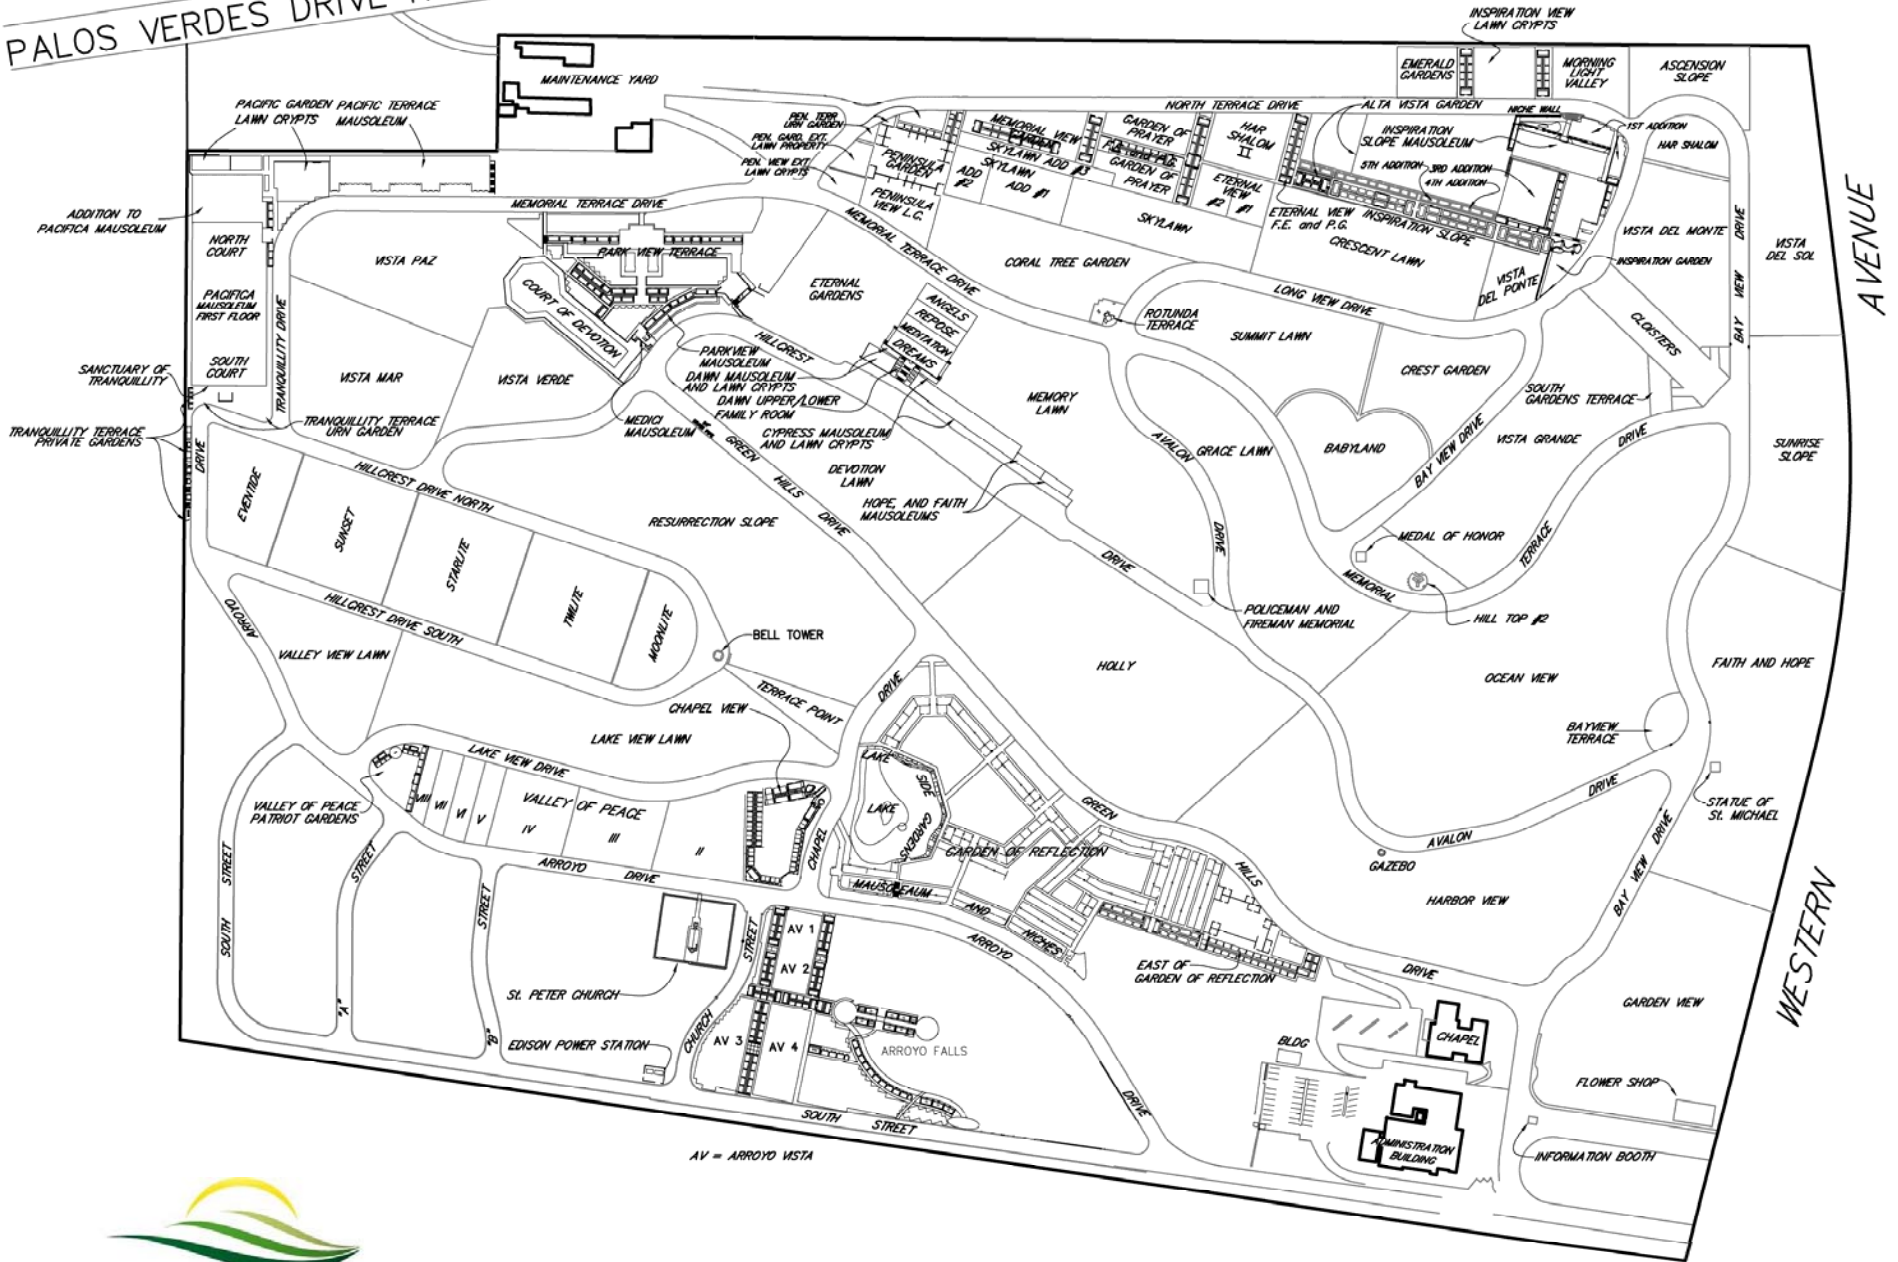 PALOS VERDES DRIVE
INSPIRATION VIEW
LAWN CRYPTS
MAINTENANCE YARD
EMERALD
GARDENS
MORNING
LIGHT
VALLEY
ASCENSION
SLOPE
PACIFIC GARDEN
LAWN CRYPTS
PACIFIC TERRACE
MAUSOLEUM
NORTH TERRACE DRIVE
ALTA VISTA GARDEN
NICHE WALL
PEN. TERR.
URN GARDEN
PEN. GARD. EXT.
LAWN PROPERTY
PEN. VIEW EXT
LAWN CRYPTS
PENINSULA
GARDEN
PENINSULA
VIEW L.C.
MEMORIAL VIEW
GARDEN
SKYLAWN ADD #3
ADD
#2
SKYLAWN
ADD #1
SKYLAWN
GARDEN OF
PRAYER
F.E. and P.G.
GARDEN OF
PRAYER
HAR
SHALOM
II
ETERNAL
VIEW
#2 #1
INSPIRATION
SLOPE MAUSOLEUM
1ST ADDITION
HAR SHALOM
5TH ADDITION
3RD ADDITION
4TH ADDITION
ETERNAL VIEW
F.E. and P.G.
INSPIRATION SLOPE
CRESCENT LAWN
VISTA DEL MONTE
INSPIRATION GARDEN
VISTA
DEL PONTE
VISTA
DEL SOL
BAY VIEW DRIVE
AVENUE
ADDITION TO
PACIFICA MAUSOLEUM
NORTH
COURT
PACIFICA
MAUSOLEUM
FIRST FLOOR
SOUTH
COURT
MEMORIAL TERRACE DRIVE
VISTA PAZ
PARK VIEW TERRACE
COURT OF DEVOTION
ETERNAL
GARDENS
MEMORIAL TERRACE DRIVE
CORAL TREE GARDEN
ANGELS
REPOSE
MEDITATION
DREAMS
ROTUNDA
TERRACE
LONG VIEW DRIVE
SUMMIT LAWN
CLOISTERS
CREST GARDEN
SANCTUARY OF
TRANQUILLITY
TRANQUILLITY DRIVE
VISTA MAR
VISTA VERDE
HILLCREST
PARKVIEW
MAUSOLEUM
DAWN MAUSOLEUM
AND LAWN CRYPTS
DAWN UPPER/LOWER
FAMILY ROOM
CYPRESS MAUSOLEUM
AND LAWN CRYPTS
MEMORY
LAWN
SOUTH
GARDENS TERRACE
TRANQUILLITY TERRACE
PRIVATE GARDENS
TRANQUILLITY TERRACE
URN GARDEN
MEDICI
MAUSOLEUM
DRIVE
GREEN
HILLS
DRIVE
DEVOTION
LAWN
HOPE, AND FAITH
MAUSOLEUMS
AVALON
DRIVE
GRACE LAWN
BABYLAND
BAY VIEW DRIVE
VISTA GRANDE
DRIVE
SUNRISE
SLOPE
EVENTIDE
SUNSET
STARLITE
TWILITE
MOONLITE
HILLCREST DRIVE NORTH
RESURRECTION SLOPE
DRIVE
MEDAL OF HONOR
MEMORIAL
TERRACE
HILL TOP #2
POLICEMAN AND
FIREMAN MEMORIAL
ARROYO
HILLCREST DRIVE SOUTH
VALLEY VIEW LAWN
BELL TOWER
TERRACE POINT
HOLLY
OCEAN VIEW
FAITH AND HOPE
CHAPEL VIEW
DRIVE
LAKE VIEW LAWN
LAKE VIEW DRIVE
BAYVIEW
TERRACE
VALLEY OF PEACE
PATRIOT GARDENS
VALLEY OF PEACE
VIII
VII
VI
V
IV
III
II
LAKE
SIDE
GARDENS
LAKE
CHAPEL
GREEN
HILLS
DRIVE
GARDEN OF REFLECTION
MAUSOLEAUM
AND
NICHES
AVALON
DRIVE
STATUE OF
St. MICHAEL
GAZEBO
HARBOR VIEW
BAY VIEW DRIVE
WESTERN
SOUTH
STREET
STREET
"A"
STREET
"B"
ARROYO
DRIVE
STREET
CHURCH
AV 1
AV 2
AV 3
AV 4
St. PETER CHURCH
EDISON POWER STATION
ARROYO
DRIVE
EAST OF
GARDEN OF REFLECTION
ARROYO FALLS
GARDEN VIEW
BLDG
CHAPEL
FLOWER SHOP
SOUTH
STREET
ADMINISTRATION
BUILDING
INFORMATION BOOTH
AV = ARROYO VISTA